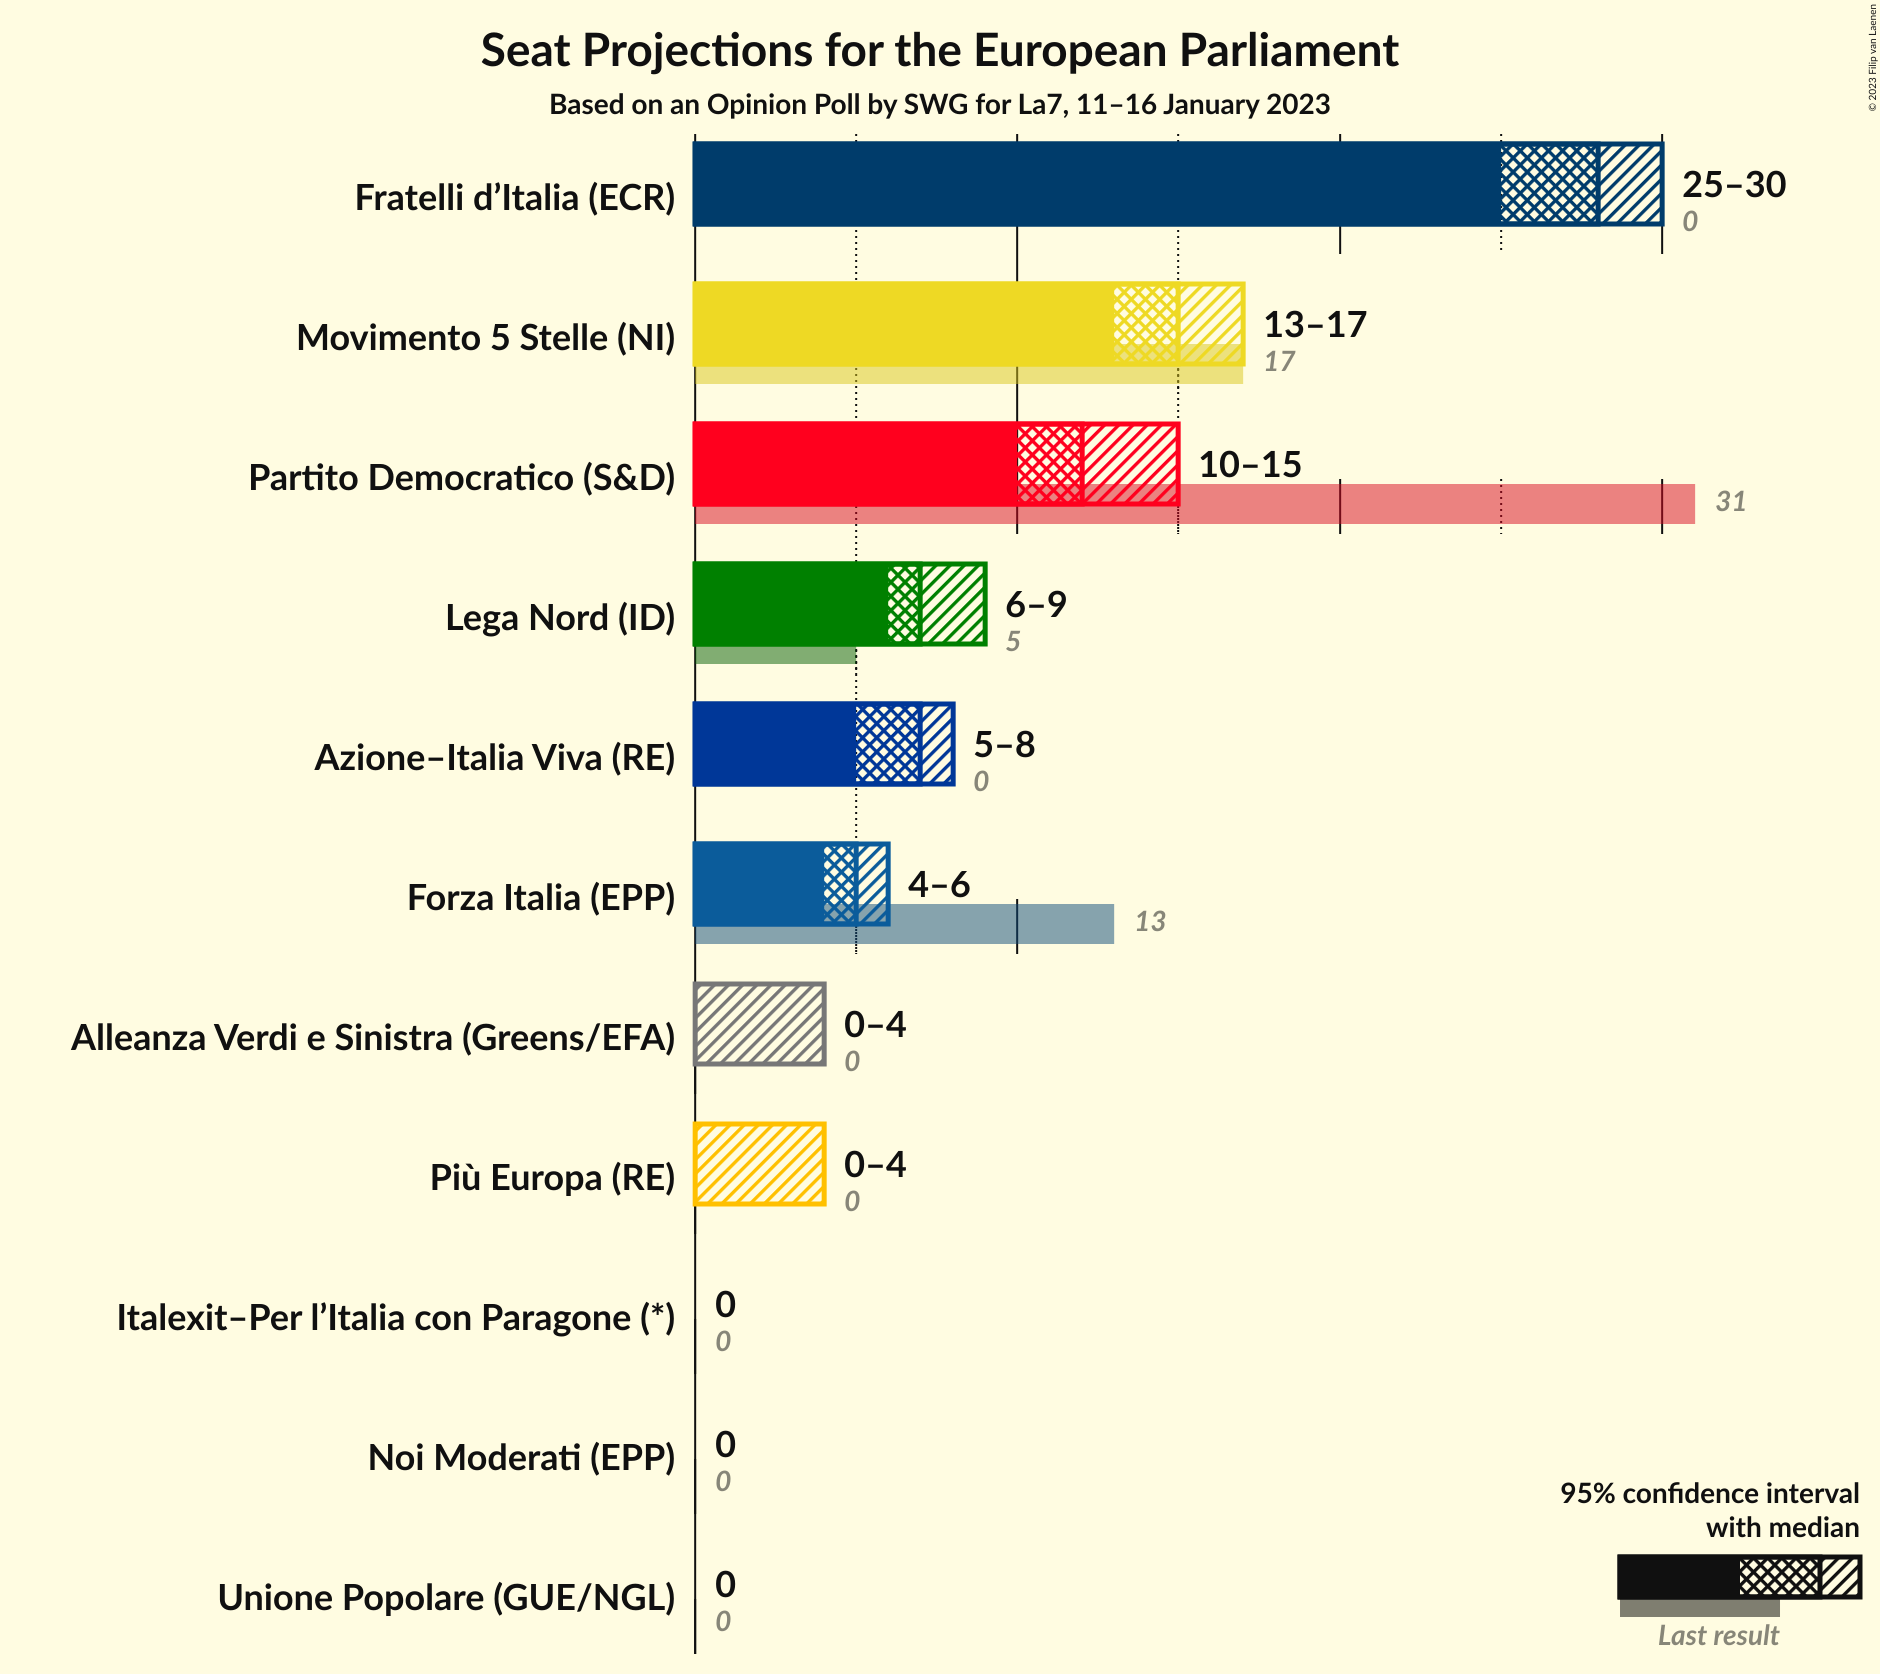 Seat Projections for the European Parliament
Based on an Opinion Poll by SWG for La7, 11–16 January 2023
© 2023 Filip van Laenen
Fratelli d’Italia (ECR)
25–30
0
Movimento 5 Stelle (NI)
13–17
17
Partito Democratico (S&D)
10–15
31
Lega Nord (ID)
6–9
5
Azione–Italia Viva (RE)
5–8
0
Forza Italia (EPP)
4–6
13
Alleanza Verdi e Sinistra (Greens/EFA)
0–4
0
Più Europa (RE)
0–4
0
Italexit–Per l’Italia con Paragone (*)
0
0
Noi Moderati (EPP)
0
0
Unione Popolare (GUE/NGL)
0
0
95% confidence interval
with median
Last result